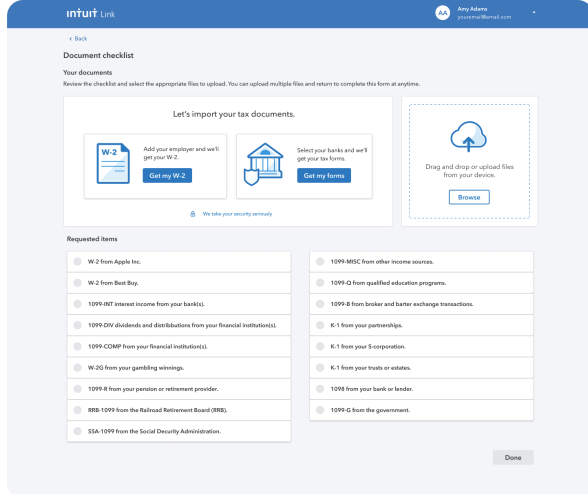 intuit Link
AA
Amy Adams
youremail@email.com
< Back
Document checklist
Your documents
Review the checklist and select the appropriate files to upload. You can upload multiple files and return to complete this form at anytime.
Let's import your tax documents.
W-2
Add your employer and we'll
get your W-2.
Get my W-2
Select your banks and we'll
get your tax forms.
Get my forms
We take your security seriously
Drag and drop or upload files
from your device.
Browse
Requested items
W-2 from Apple Inc.
W-2 from Best Buy.
1099-INT interest income from your bank(s).
1099-DIV dividends and distribbutions from your financial institution(s).
1099-COMP from your financial institution(s).
W-2G from your gambling winnings.
1099-R from your pension or retirement provider.
RRB-1099 from the Railroad Retirement Board (RRB).
SSA-1099 from the Social Decurity Administration.
1099-MISC from other income sources.
1099-Q from qualified education programs.
1099-B from broker and barter exchange transactions.
K-1 from your partnerships.
K-1 from your S-corporation.
K-1 from your trusts or estates.
1098 from your bank or lender.
1099-G from the government.
Done